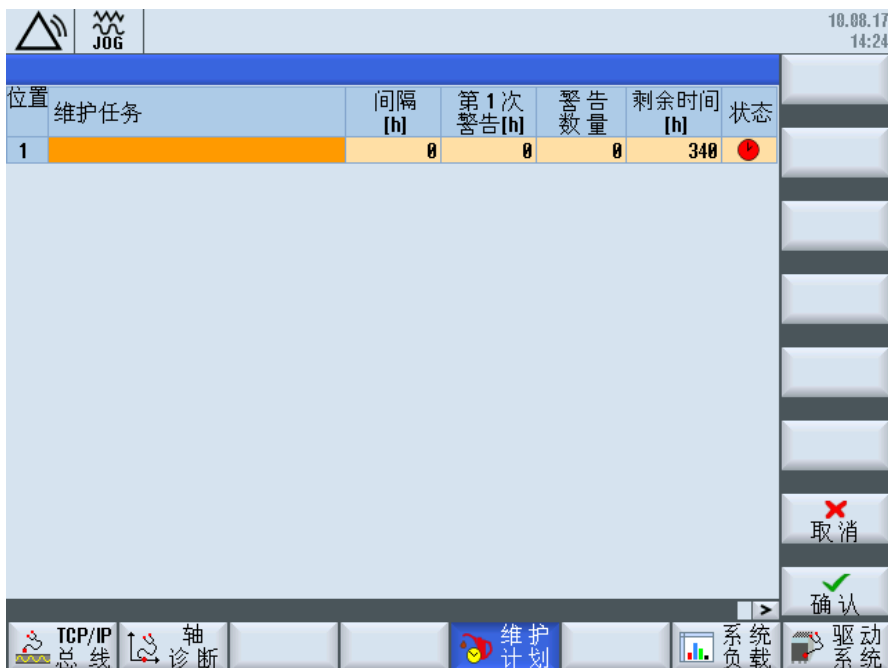 JOG
10.08.17
14:24
位置
维护任务
间隔
[h]
第1次
警告[h]
警告
数量
剩余时间
[h]
状态
1
0
0
0
340
取消
确认
>
TCP/IP
总线
轴
诊断
维护
计划
系统
负载
驱动
系统